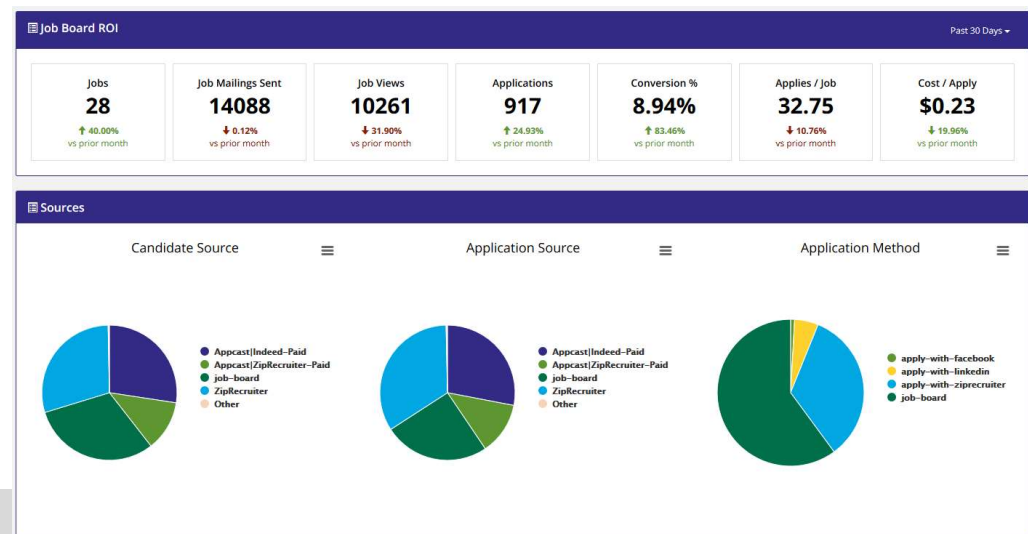 Job Board ROI
Past 30 Days
Jobs
28
40.00%
vs prior month
Job Mailings Sent
14088
0.12%
vs prior month
Job Views
10261
31.90%
vs prior month
Applications
917
24.93%
vs prior month
Conversion %
8.94%
83.46%
vs prior month
Applies / Job
32.75
10.76%
vs prior month
Cost / Apply
$0.23
19.96%
vs prior month
Sources
Candidate Source
Appcast|Indeed-Paid
Appcast|ZipRecruiter-Paid
job-board
ZipRecruiter
Other
Application Source
Appcast|Indeed-Paid
Appcast|ZipRecruiter-Paid
job-board
ZipRecruiter
Other
Application Method
apply-with-facebook
apply-with-linkedin
apply-with-ziprecruiter
job-board